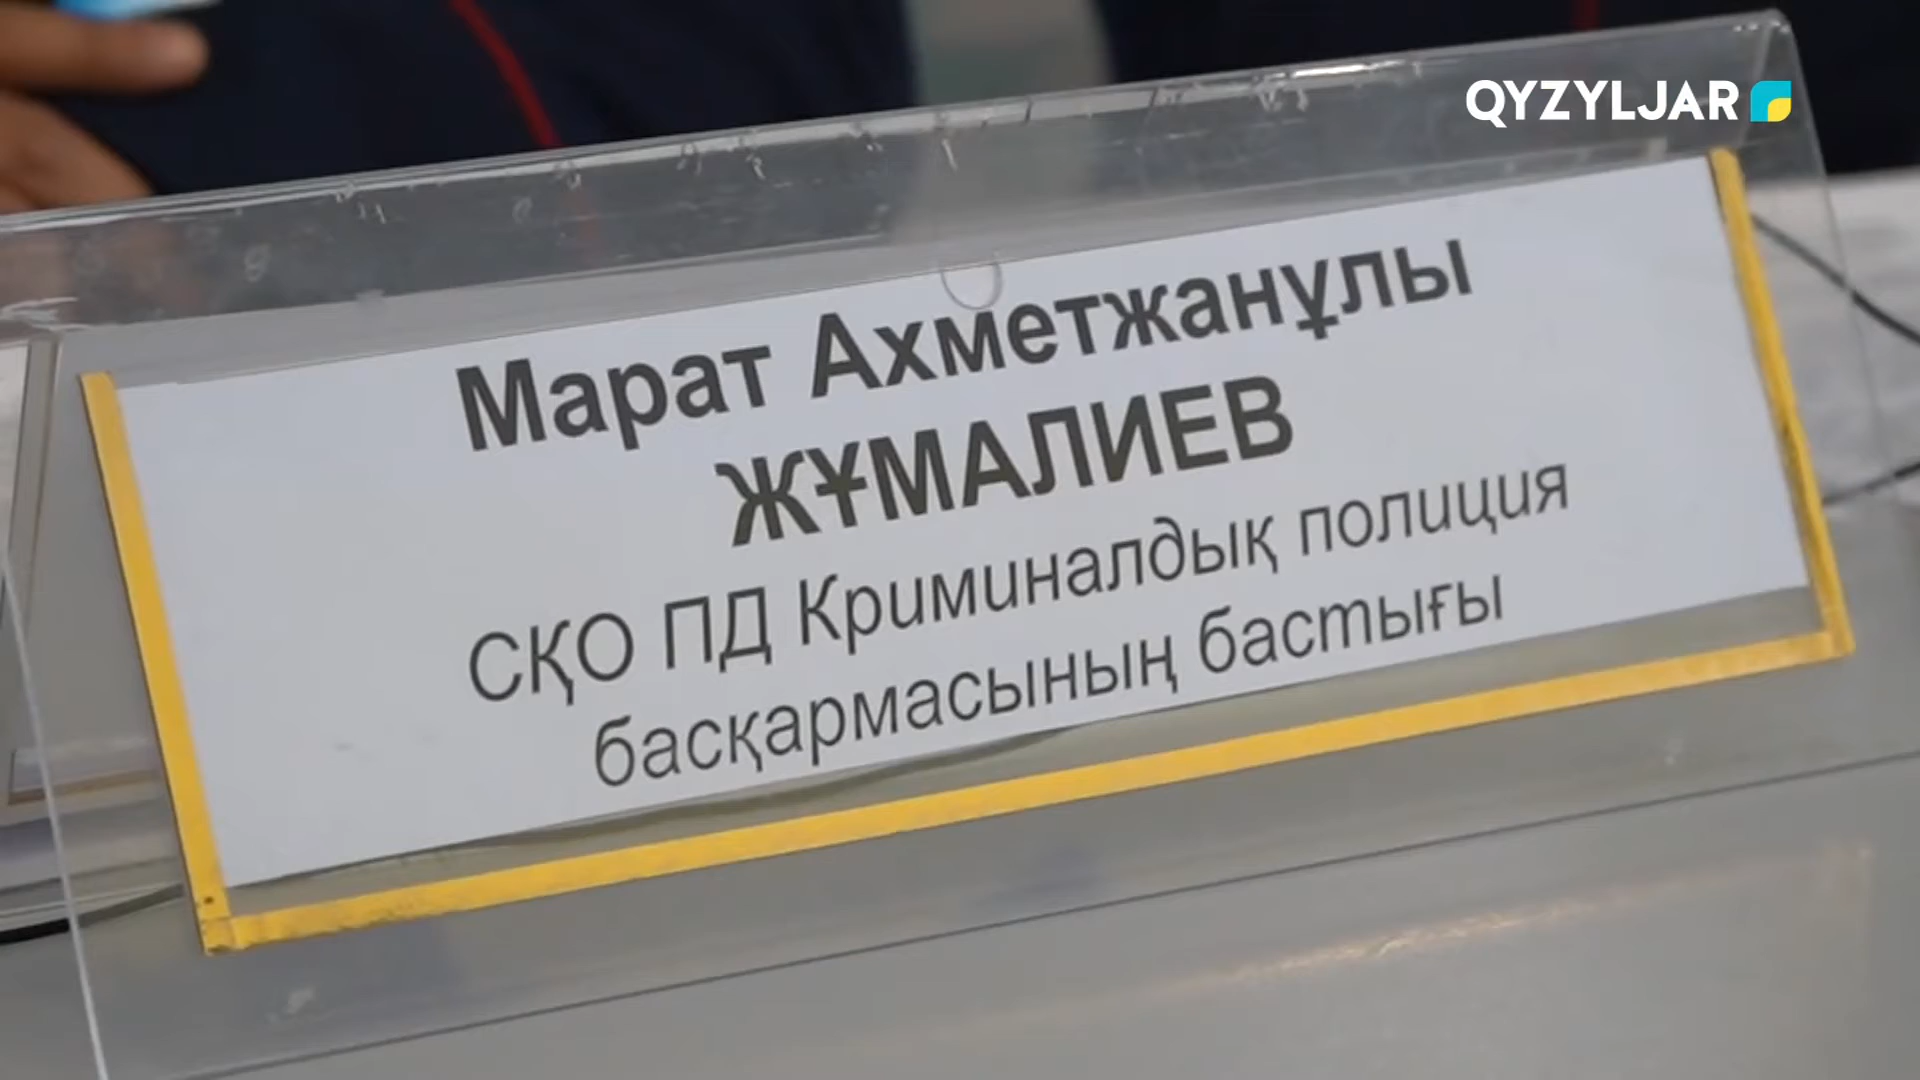 QYZYLJAR
Марат Ахметжанұлы
ЖҰМАЛИЕВ
СҚО ПД Криминалдық полиция
басқармасының бастығы